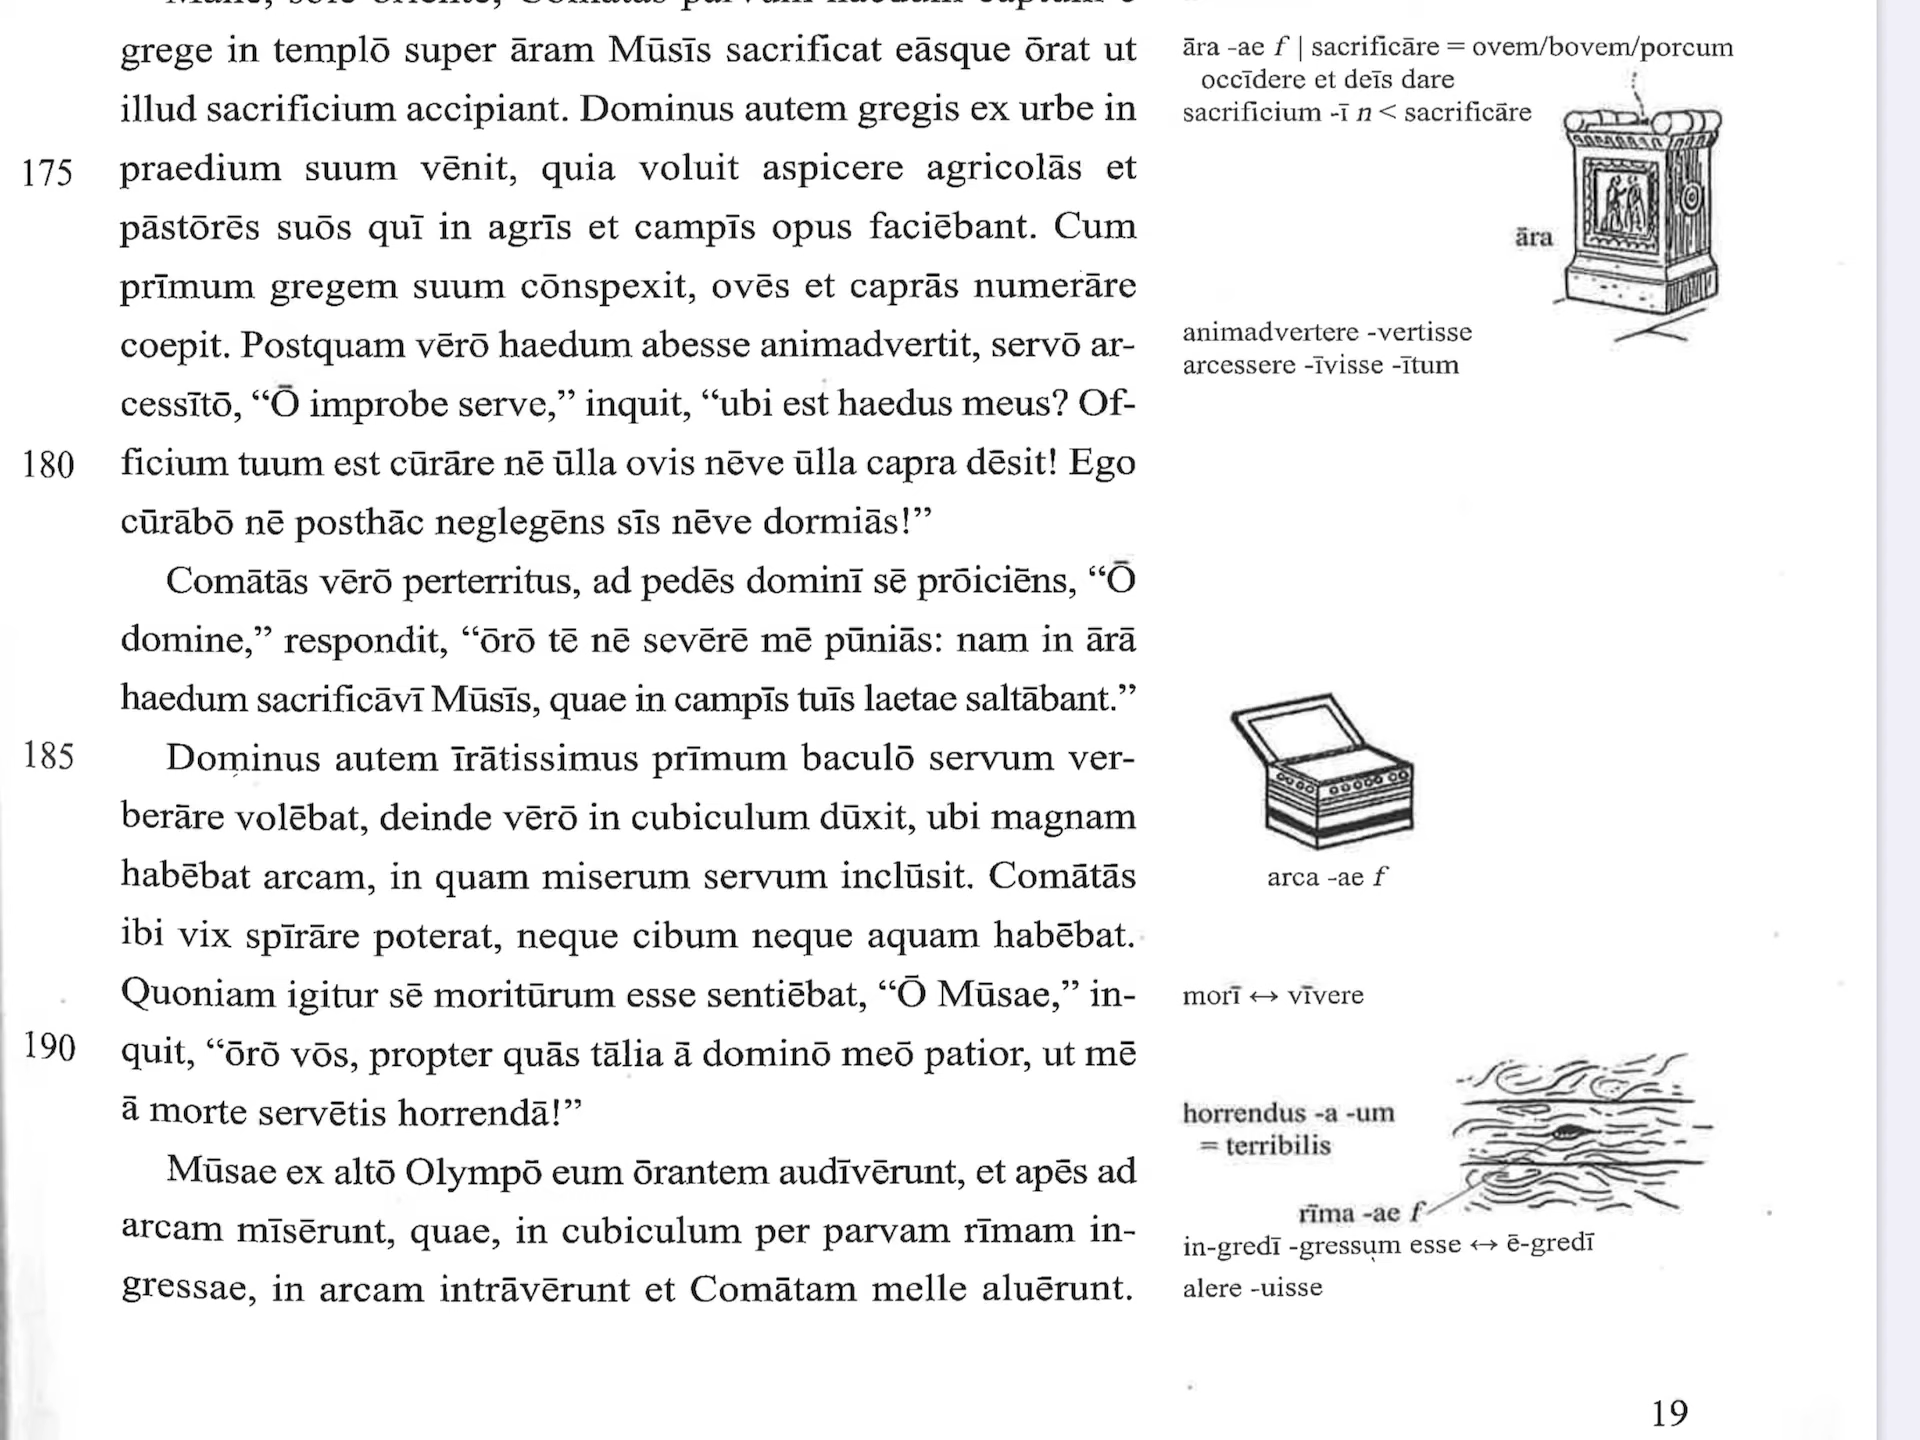 grege in templō super āram Mūsīs sacrificat eāsque ōrat ut
illud sacrificium accipiant. Dominus autem gregis ex urbe in
175 praedium suum vēnit, quia voluit aspicere agricolās et
pāstōrēs suōs quī in agrīs et campīs opus faciēbant. Cum
prīmum gregem suum cōnspexit, ovēs et caprās numerāre
coepit. Postquam vērō haedum abesse animadvertit, servō ar-
cessītō, “Ō improbe serve,” inquit, “ubi est haedus meus? Of-
180 ficium tuum est cūrāre nē ūlla ovis nēve ūlla capra dēsit! Ego
cūrābō nē posthāc neglegēns sīs nēve dormiās!”
Comātās vērō perterritus, ad pedēs dominī sē prōiciēns, “Ō
domine,” respondit, “ōrō tē nē sevērē mē pūniās: nam in ārā
haedum sacrificāvī Mūsīs, quae in campīs tuīs laetae saltābant.”
185 Dominus autem īrātissimus prīmum baculō servum ver-
berāre volēbat, deinde vērō in cubiculum dūxit, ubi magnam
habēbat arcam, in quam miserum servum inclūsit. Comātās
ibi vix spīrāre poterat, neque cibum neque aquam habēbat.
Quoniam igitur sē moritūrum esse sentiēbat, “Ō Mūsae,” in-
190 quit, “ōrō vōs, propter quās tālia ā dominō meō patior, ut mē
ā morte servētis horrendā!”
Mūsae ex altō Olympō eum ōrantem audīvērunt, et apēs ad
arcam mīsērunt, quae, in cubiculum per parvam rīmam in-
gressae, in arcam intrāvērunt et Comātam melle aluērunt.
āra -ae f | sacrificāre = ovem/bovem/porcum
occīdere et deīs dare
sacrificium -ī n < sacrificāre
āra
animadvertere -vertisse
arcessere -īvisse -ītum
arca -ae f
morī ↔ vīvere
horrendus -a -um
= terribilis
rīma -ae f
in-gredī -gressum esse ↔ ē-gredī
alere -uisse
19